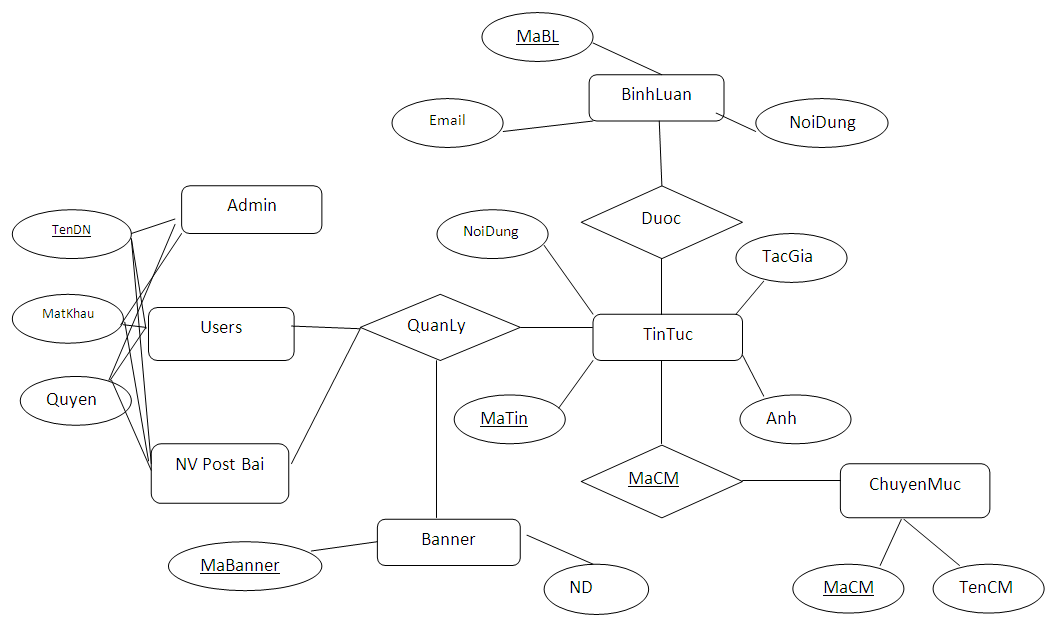 MaBL
BinhLuan
Email
NoiDung
Admin
Duoc
TenDN
NoiDung
TacGia
MatKhau
Users
QuanLy
TinTuc
Quyen
MaTin
Anh
NV Post Bai
MaCM
ChuyenMuc
Banner
MaBanner
ND
MaCM
TenCM